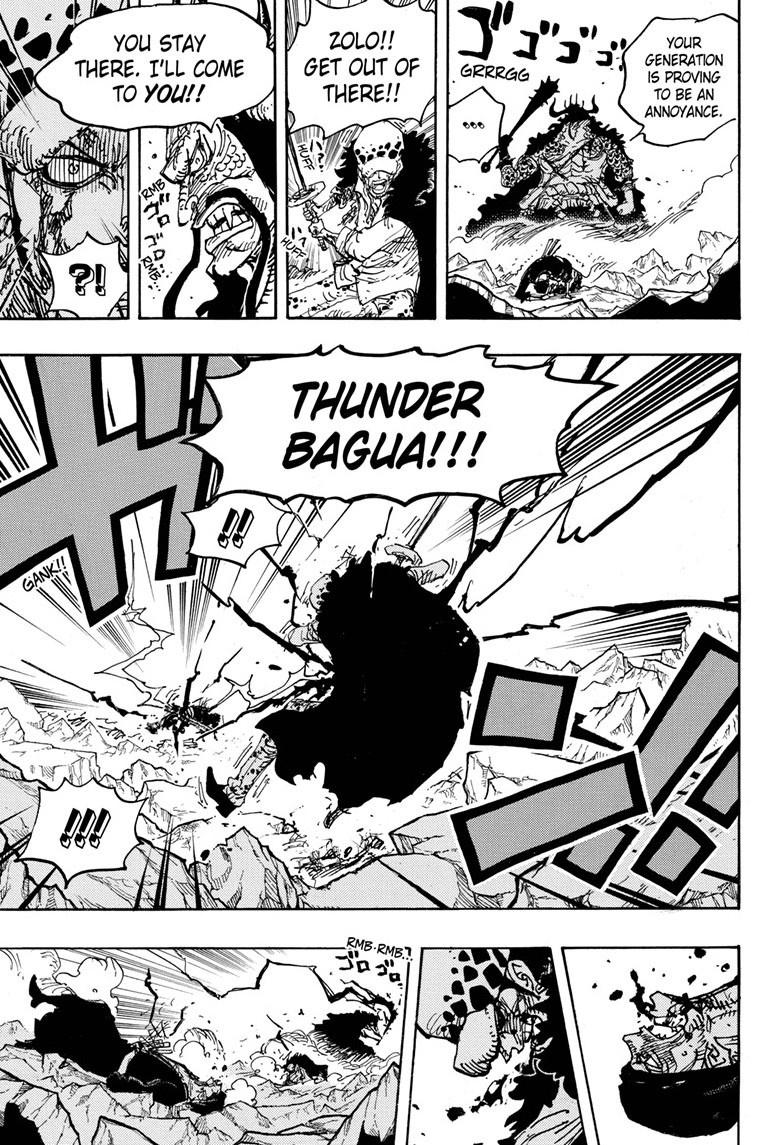 YOUR
GENERATION
IS PROVING
TO BE AN
ANNOYANCE.
ゴゴゴゴ
GRRRGG
...
ZOLO!!
GET OUT OF
THERE!!
HUFF
HUFF
YOU STAY
THERE. I'LL COME
TO YOU!!
RMB
ゴロゴロ
RMB...
?!
THUNDER
BAGUA!!!
!!
GANK!!
!!!
RMB-RMB..
ゴロゴロ